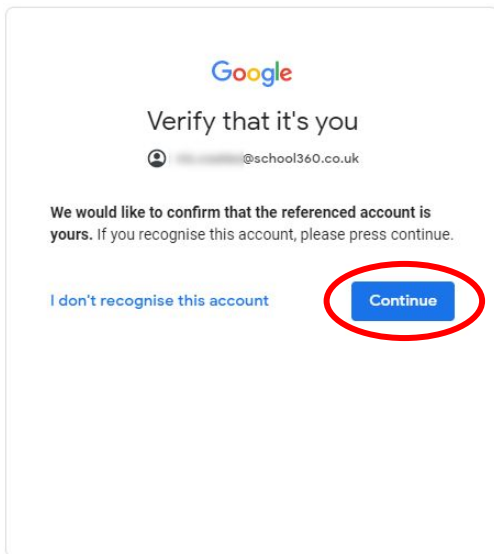 Google
Verify that it's you
@school360.co.uk
We would like to confirm that the referenced account is
yours. If you recognise this account, please press continue.
I don't recognise this account
Continue